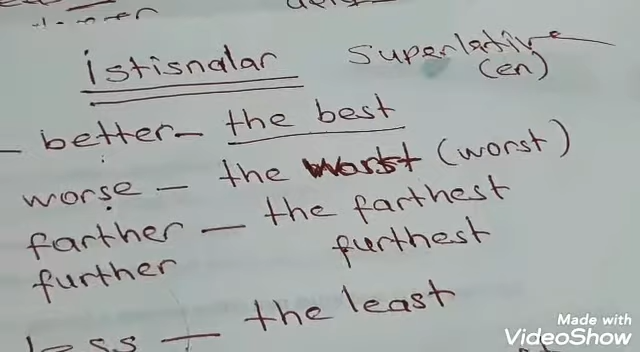 istisnalar superlative
(en)
- better - the best
worse - the worst (worst)
farther - the farthest
further furthest
less - the least
Made with
VideoShow